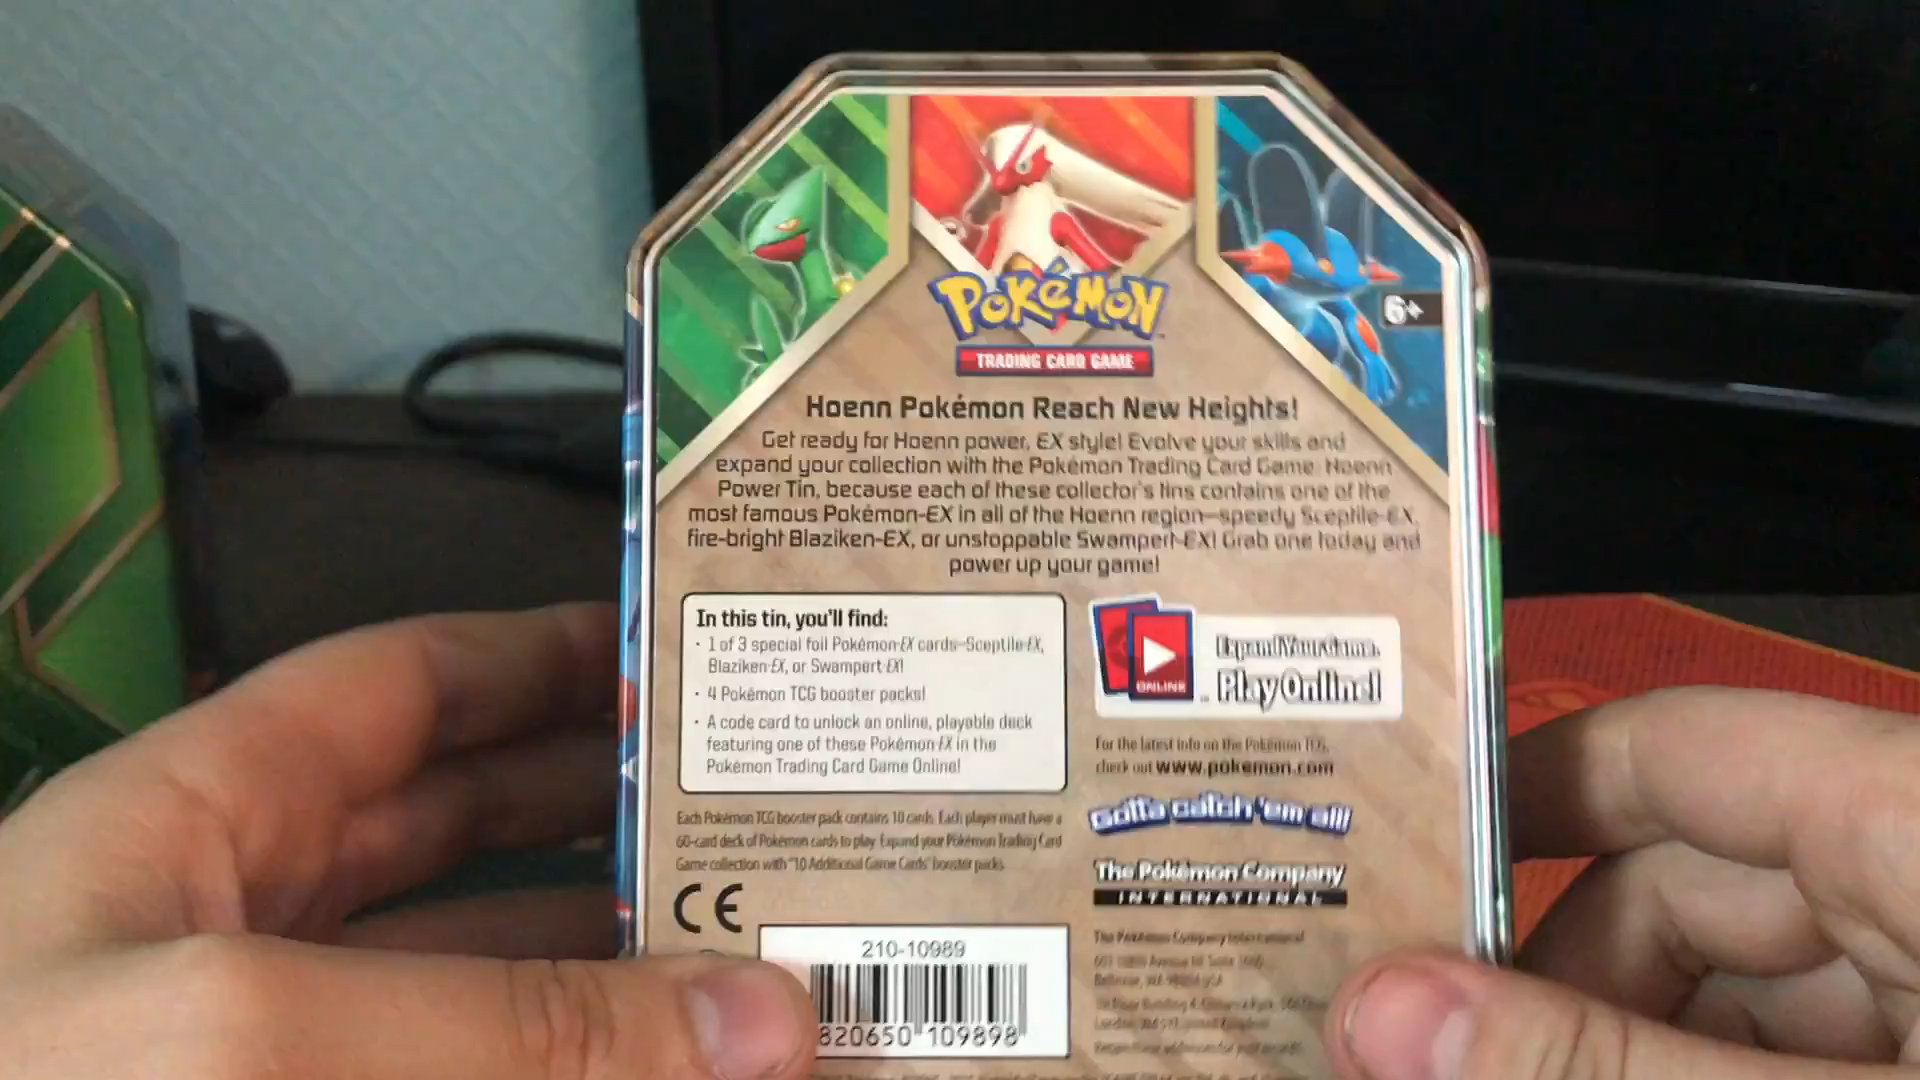 6+
POKéMON
TRADING CARD GAME
Hoenn Pokémon Reach New Heights!
Get ready for Hoenn power, EX style! Evolve your skills and
expand your collection with the Pokémon Trading Card Game: Hoenn
Power Tin, because each of these collector's tins contains one of the
most famous Pokémon-EX in all of the Hoenn region—speedy Sceptile-EX,
fire-bright Blaziken-EX, or unstoppable Swampert-EX! Grab one today and
power up your game!
In this tin, you'll find:
• 1 of 3 special foil Pokémon-EX cards—Sceptile-EX,
Blaziken-EX, or Swampert-EX!
• 4 Pokémon TCG booster packs!
• A code card to unlock an online, playable deck
featuring one of these Pokémon-EX in the
Pokémon Trading Card Game Online!
Each Pokémon TCG booster pack contains 10 cards. Each player must have a
60-card deck of Pokémon cards to play. Expand your Pokémon Trading Card
Game collection with "10 Additional Game Cards" booster packs.
CE
210-10989
820650 109898
ONLINE
Expand Your Game.
Play Online!
For the latest info on the Pokémon TCG,
check out www.pokemon.com
Gotta catch 'em all!
The Pokémon Company
INTERNATIONAL
The Pokémon Company International